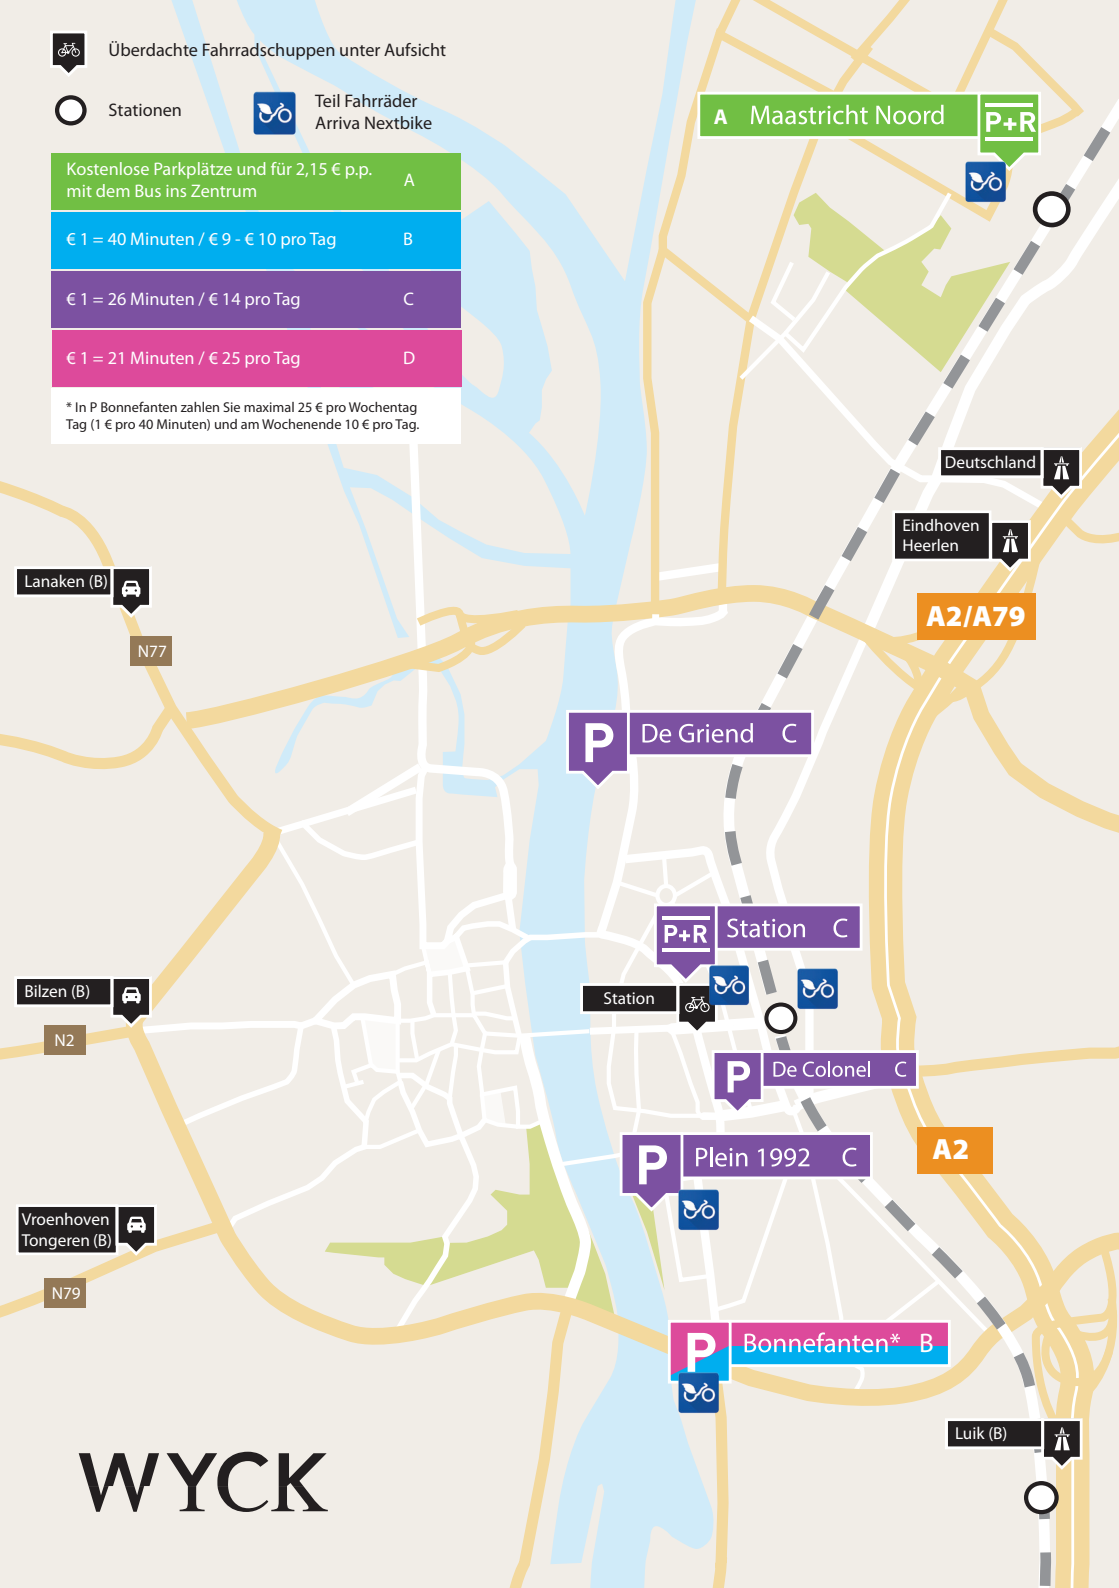 Überdachte Fahrradschuppen unter Aufsicht
Stationen
Teil Fahrräder
Arriva Nextbike
Kostenlose Parkplätze und für 2,15 € p.p.
mit dem Bus ins Zentrum
A
€ 1 = 40 Minuten / € 9 - € 10 pro Tag
B
€ 1 = 26 Minuten / € 14 pro Tag
C
€ 1 = 21 Minuten / € 25 pro Tag
D
* In P Bonnefanten zahlen Sie maximal 25 € pro Wochentag
Tag (1 € pro 40 Minuten) und am Wochenende 10 € pro Tag.
A Maastricht Noord
P+R
Deutschland
Eindhoven
Heerlen
A2/A79
Lanaken (B)
N77
P
De Griend C
P+R
Station C
Station
Bilzen (B)
N2
P
De Colonel C
A2
P
Plein 1992 C
Vroenhoven
Tongeren (B)
N79
P
Bonnefanten* B
Luik (B)
WYCK